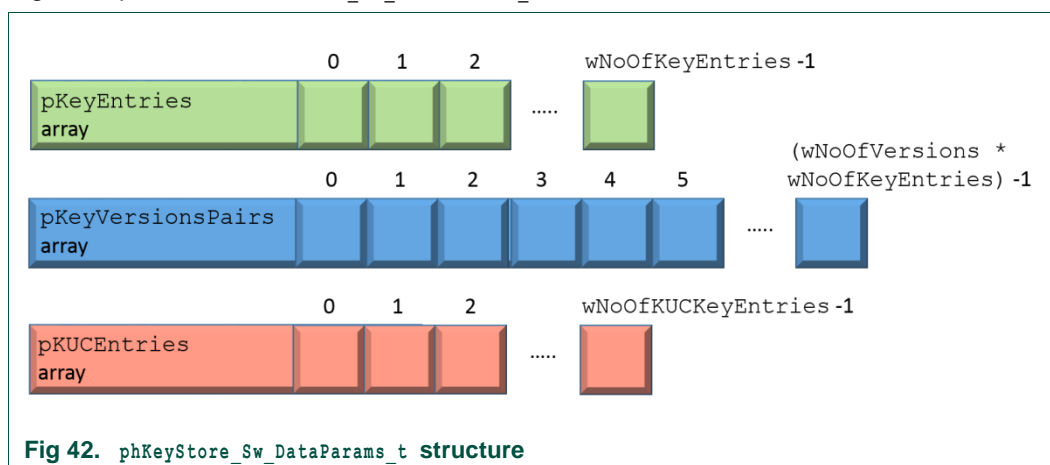 0 1 2 wNoOfKeyEntries -1
pKeyEntries
array
.....
(wNoOfVersions *
0 1 2 3 4 5 wNoOfKeyEntries) -1
pKeyVersionsPairs
array
.....
0 1 2 wNoOfKUCKeyEntries -1
pKUCEntries
array
.....
Fig 42. phKeyStore_Sw_DataParams_t structure